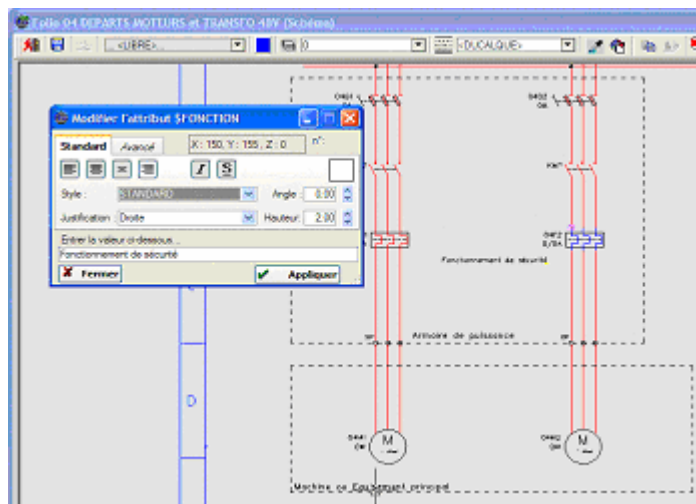 Folio 04 DEPARTS MOTEURS et TRANSFO 48V (Schéma)
... <LIBRE>... 0 <DUCALQUE>
Modifier l'attribut $FONCTION
Standard Avancé X : 150, Y : 155 , Z : 0 n°:
I S
Style : STANDARD Angle : 0.00
Justification : Droite Hauteur: 2.00
Entrer la valeur ci-dessous...
Fonctionnement de sécurité
Fermer Appliquer
Fonctionnement de sécurité
Armoire de puissance
D
M M
Machine ou Equipement principal